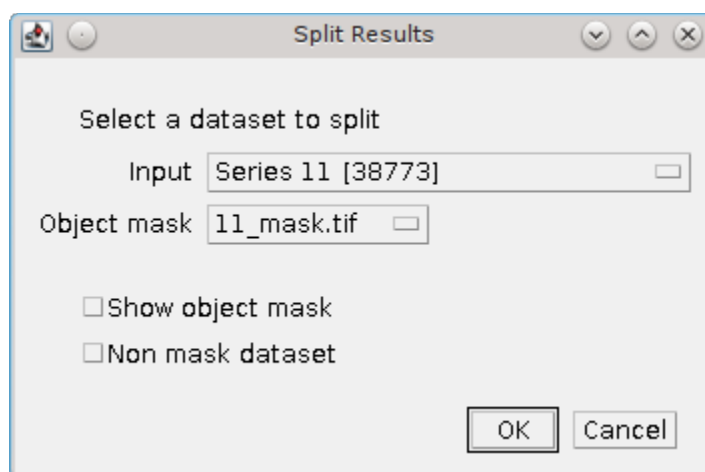 Split Results
Select a dataset to split
Input Series 11 [38773]
Object mask 11_mask.tif
Show object mask
Non mask dataset
OK Cancel